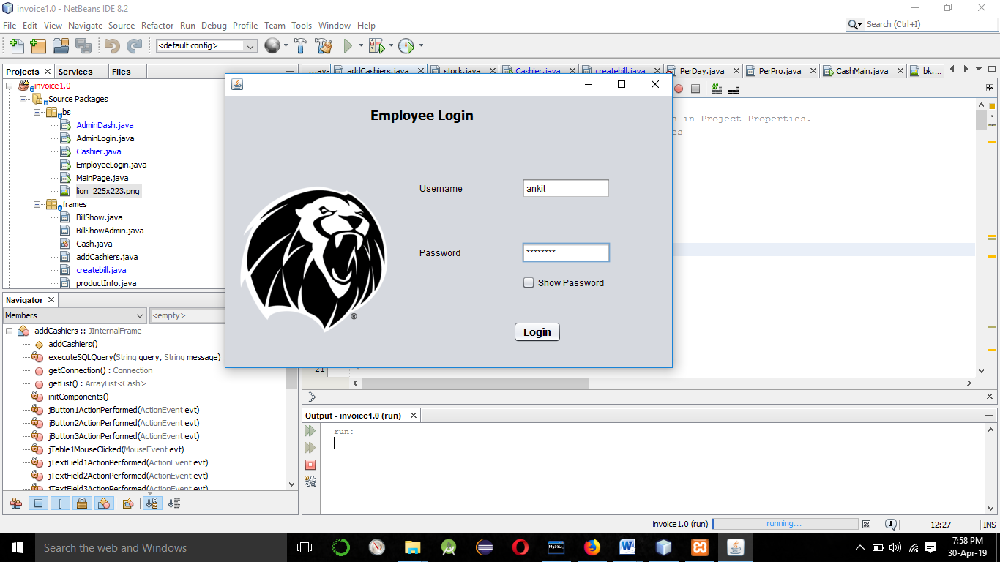 invoice1.0 - NetBeans IDE 8.2
File Edit View Navigate Source Refactor Run Debug Profile Team Tools Window Help
Search (Ctrl+I)
<default config>
Projects Services Files
...ava addCashiers.java stock.java Cashier.java createbill.java PerDay.java PerPro.java CashMain.java bk....
invoice1.0
Source Packages
bs
AdminDash.java
AdminLogin.java
Cashier.java
EmployeeLogin.java
MainPage.java
lion_225x223.png
frames
BillShow.java
BillShowAdmin.java
Cash.java
addCashiers.java
createbill.java
productInfo.java
s in Project Properties.
es
21 *
Employee Login
Username ankit
Password ********
Show Password
Login
®
Navigator
Members <empty>
addCashiers :: JInternalFrame
addCashiers()
executeSQLQuery(String query, String message)
getConnection() : Connection
getList() : ArrayList<Cash>
initComponents()
jButton1ActionPerformed(ActionEvent evt)
jButton2ActionPerformed(ActionEvent evt)
jButton3ActionPerformed(ActionEvent evt)
jTable1MouseClicked(MouseEvent evt)
jTextField1ActionPerformed(ActionEvent evt)
jTextField2ActionPerformed(ActionEvent evt)
jTextField3ActionPerformed(ActionEvent evt)
Output - invoice1.0 (run)
run:
invoice1.0 (run) running... 1 12:27 INS
Search the web and Windows
MySQL
7:58 PM
30-Apr-19